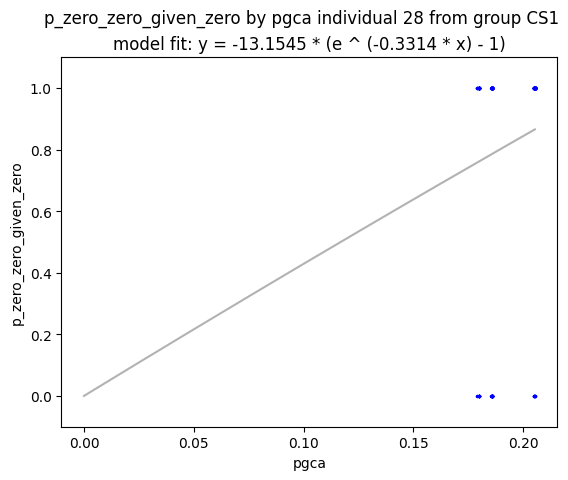 p_zero_zero_given_zero by pgca individual 28 from group CS1
model fit: y = -13.1545 * (e ^ (-0.3314 * x) - 1)
1.0
0.8
0.6
0.4
0.2
0.0
p_zero_zero_given_zero
0.00 0.05 0.10 0.15 0.20
pgca